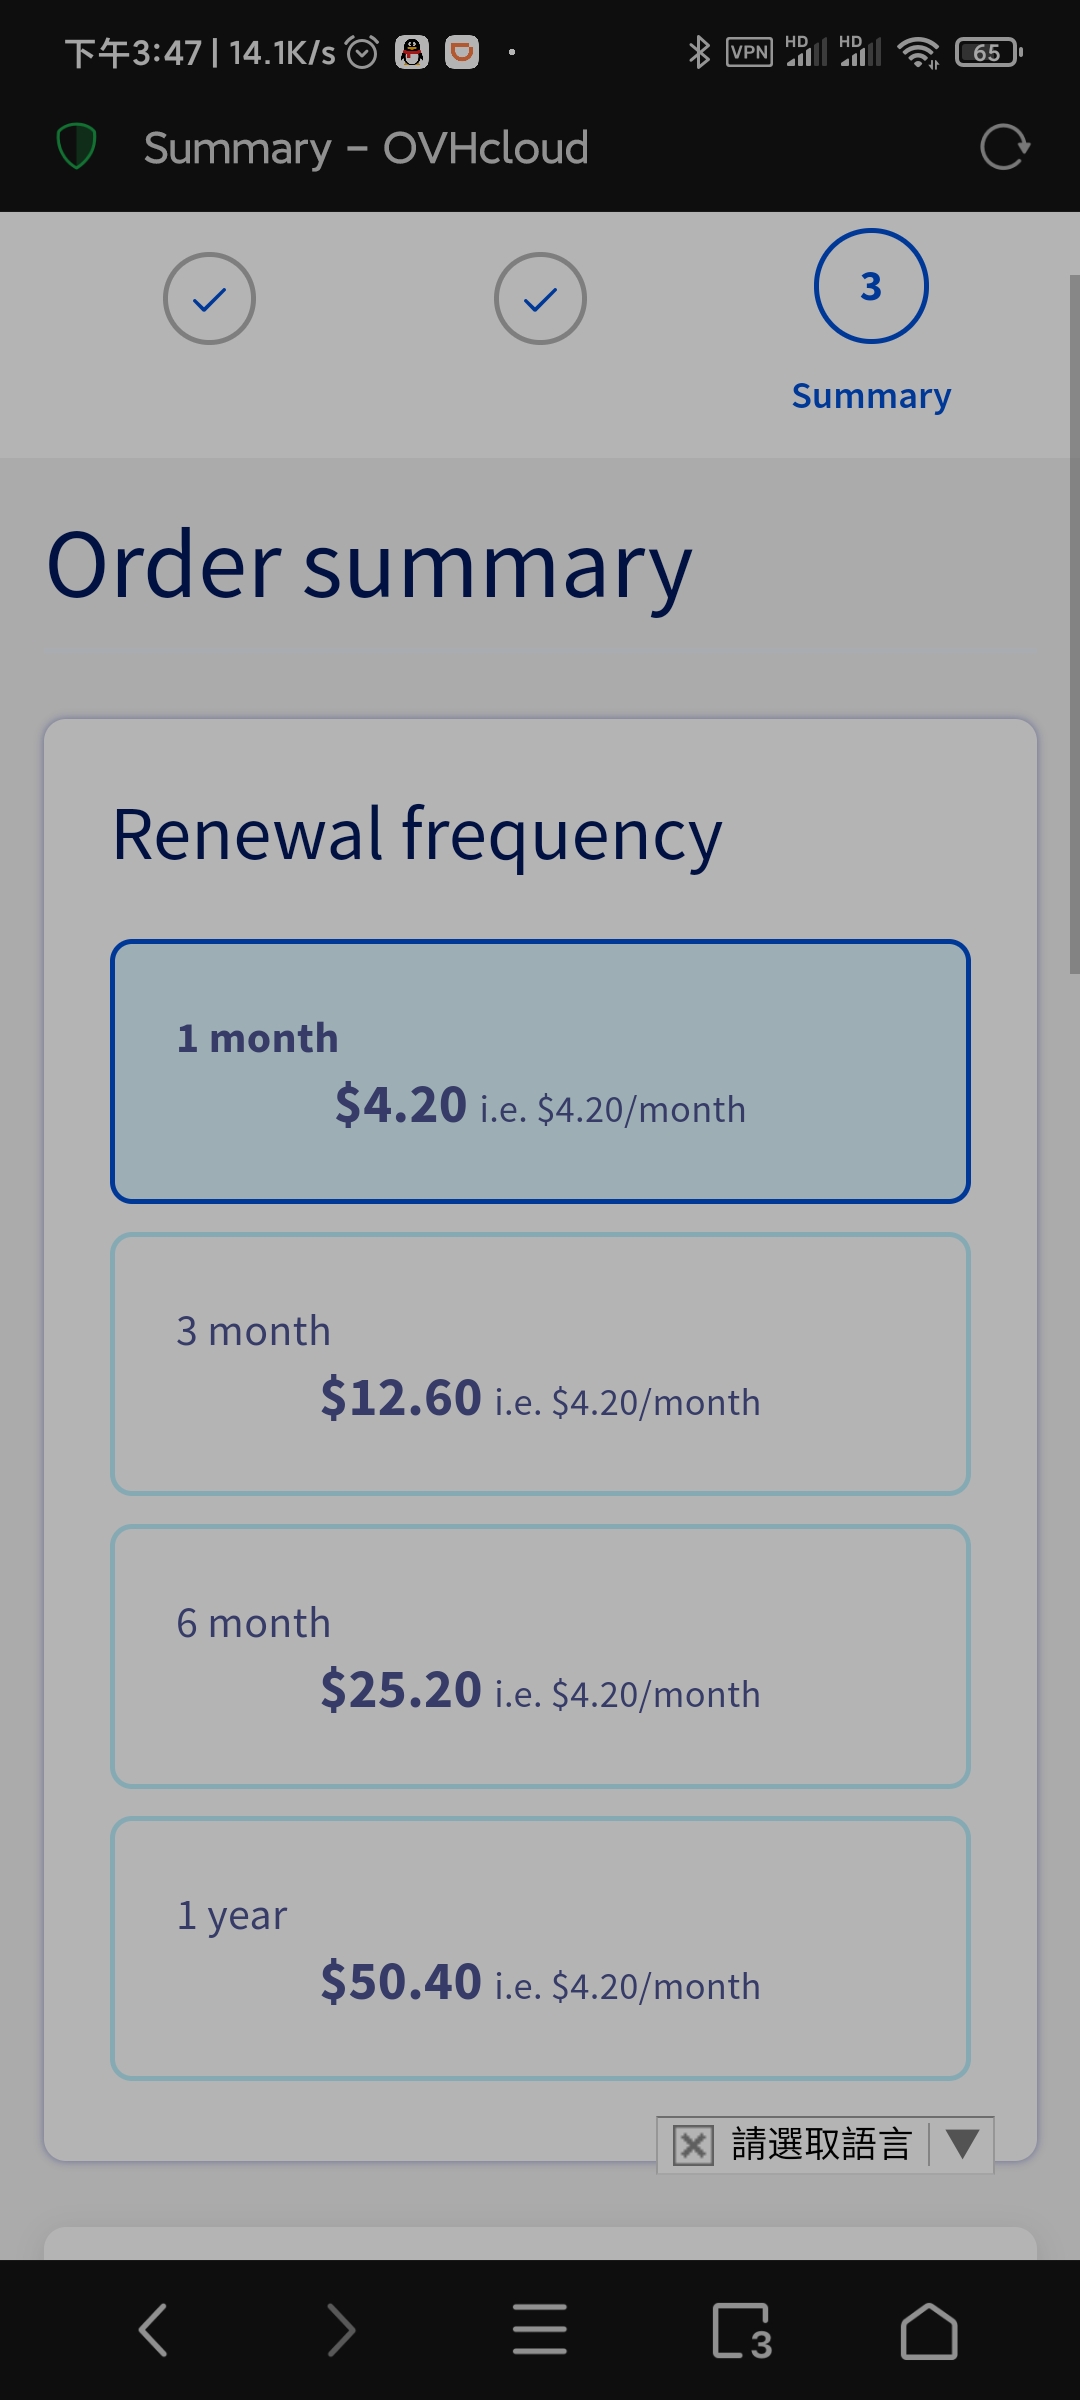 下午3:47 | 14.1K/s
VPN HD HD 65
Summary – OVHcloud
3
Summary
Order summary
Renewal frequency
1 month
$4.20 i.e. $4.20/month
3 month
$12.60 i.e. $4.20/month
6 month
$25.20 i.e. $4.20/month
1 year
$50.40 i.e. $4.20/month
請選取語言
3